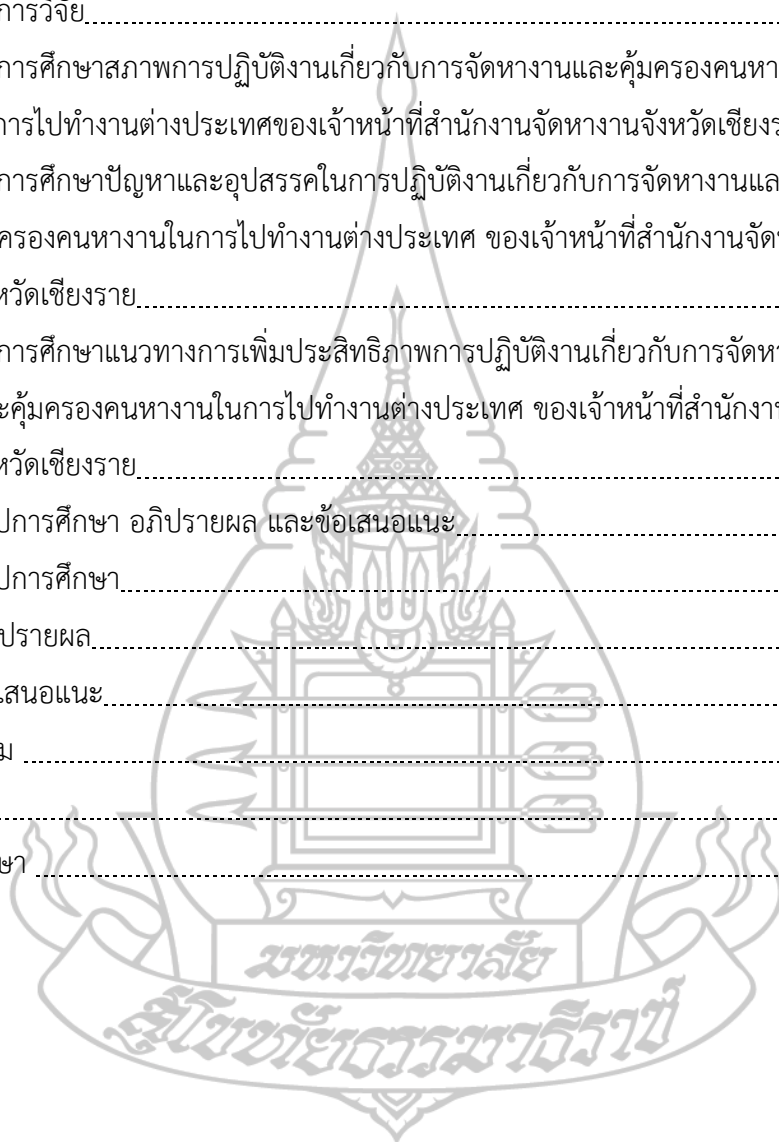 การวิจัย
การศึกษาสภาพการปฏิบัติงานเกี่ยวกับการจัดหางานและคุ้มครองคนหา
การไปทำงานต่างประเทศของเจ้าหน้าที่สำนักงานจัดหางานจังหวัดเชียงร
การศึกษาปัญหาและอุปสรรคในการปฏิบัติงานเกี่ยวกับการจัดหางานและ
ครองคนหางานในการไปทำงานต่างประเทศ ของเจ้าหน้าที่สำนักงานจัด
หวัดเชียงราย
การศึกษาแนวทางการเพิ่มประสิทธิภาพการปฏิบัติงานเกี่ยวกับการจัดหา
ะคุ้มครองคนหางานในการไปทำงานต่างประเทศ ของเจ้าหน้าที่สำนักงา
หวัดเชียงราย
ปการศึกษา อภิปรายผล และข้อเสนอแนะ
ปการศึกษา
ปรายผล
เสนอแนะ
ม
ษา
มหาวิทยาลัย
สุโขทัยธรรมาธิราช